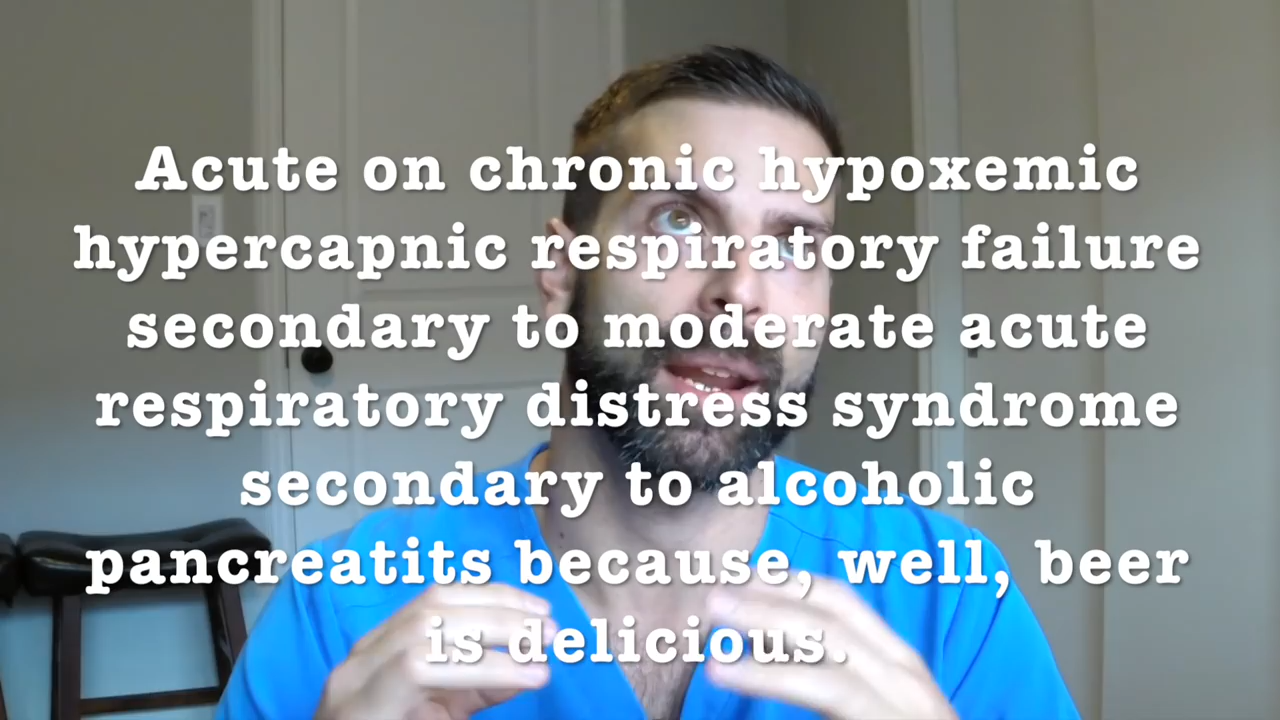 Acute on chronic hypoxemic
hypercapnic respiratory failure
secondary to moderate acute
respiratory distress syndrome
secondary to alcoholic
pancreatits because, well, beer
is delicious.